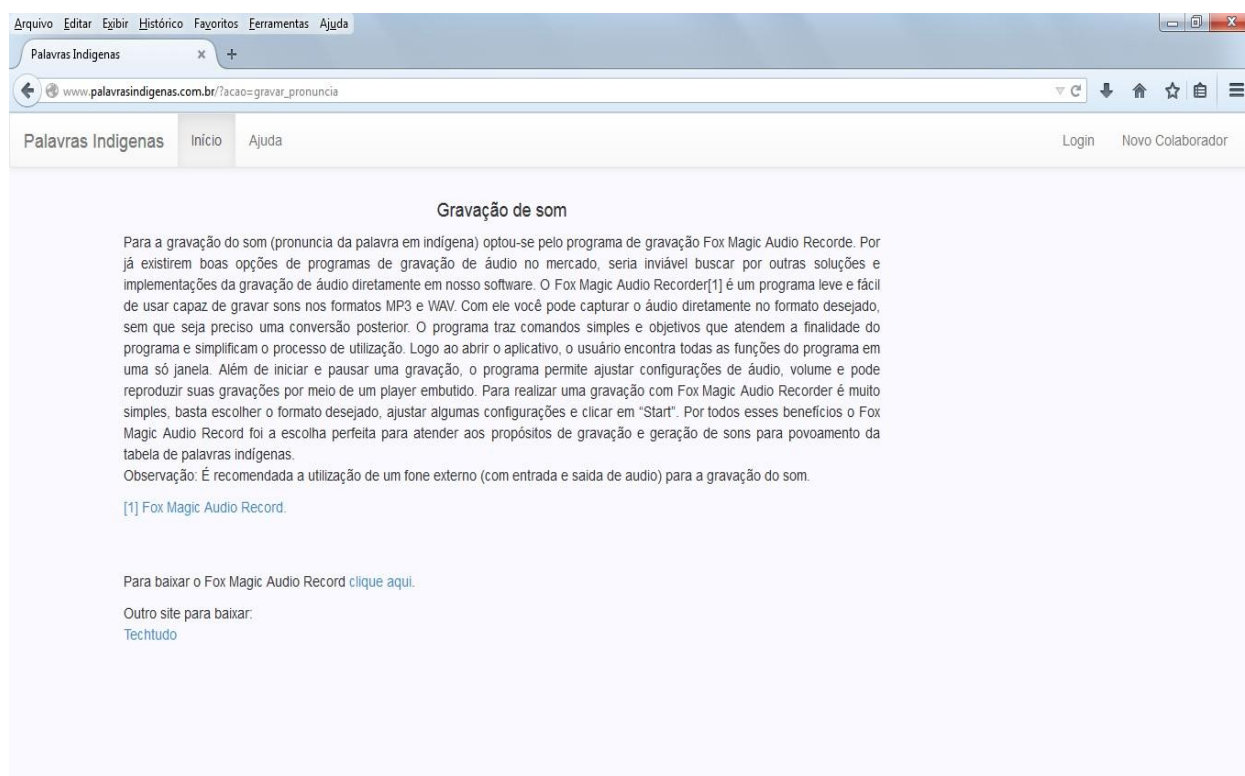 Arquivo Editar Exibir Histórico Favoritos Ferramentas Ajuda
Palavras Indigenas
www.palavrasindigenas.com.br/?acao=gravar_pronuncia
Palavras Indigenas Início Ajuda Login Novo Colaborador
Gravação de som
Para a gravação do som (pronuncia da palavra em indígena) optou-se pelo programa de gravação Fox Magic Audio Recorde. Por
já existirem boas opções de programas de gravação de áudio no mercado, seria inviável buscar por outras soluções e
implementações da gravação de áudio diretamente em nosso software. O Fox Magic Audio Recorder[1] é um programa leve e fácil
de usar capaz de gravar sons nos formatos MP3 e WAV. Com ele você pode capturar o áudio diretamente no formato desejado,
sem que seja preciso uma conversão posterior. O programa traz comandos simples e objetivos que atendem a finalidade do
programa e simplificam o processo de utilização. Logo ao abrir o aplicativo, o usuário encontra todas as funções do programa em
uma só janela. Além de iniciar e pausar uma gravação, o programa permite ajustar configurações de áudio, volume e pode
reproduzir suas gravações por meio de um player embutido. Para realizar uma gravação com Fox Magic Audio Recorder é muito
simples, basta escolher o formato desejado, ajustar algumas configurações e clicar em “Start”. Por todos esses benefícios o Fox
Magic Audio Record foi a escolha perfeita para atender aos propósitos de gravação e geração de sons para povoamento da
tabela de palavras indígenas.
Observação: É recomendada a utilização de um fone externo (com entrada e saida de audio) para a gravação do som.
[1] Fox Magic Audio Record.
Para baixar o Fox Magic Audio Record clique aqui.
Outro site para baixar:
Techtudo